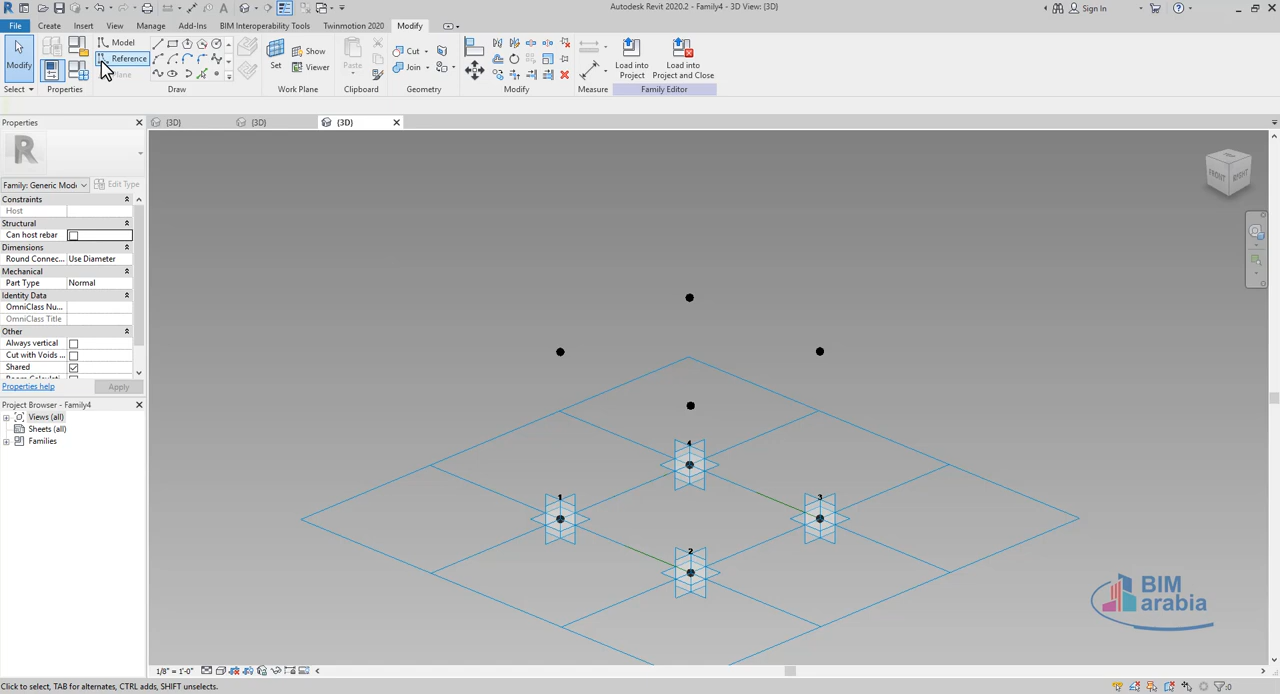 Autodesk Revit 2020.2 - Family4 - 3D View: {3D}
Sign In
File
Create
Insert
View
Manage
Add-Ins
BIM Interoperability Tools
Twinmotion 2020
Modify
Modify
Model
Reference
Plane
Set
Show
Viewer
Paste
Cut
Join
Load into
Project
Load into
Project and Close
Select
Properties
Draw
Work Plane
Clipboard
Geometry
Modify
Measure
Family Editor
Properties
{3D}
{3D}
{3D}
R
Family: Generic Mode
Edit Type
Constraints
Host
Structural
Can host rebar
Dimensions
Round Connec... Use Diameter
Mechanical
Part Type Normal
Identity Data
OmniClass Nu...
OmniClass Title
Other
Always vertical
Cut with Voids ...
Shared
Properties help
Apply
Project Browser - Family4
Views (all)
Sheets (all)
Families
FRONT
RIGHT
4
1
3
2
BIM
arabia
1/8" = 1'-0"
Click to select, TAB for alternates, CTRL adds, SHIFT unselects.
:0